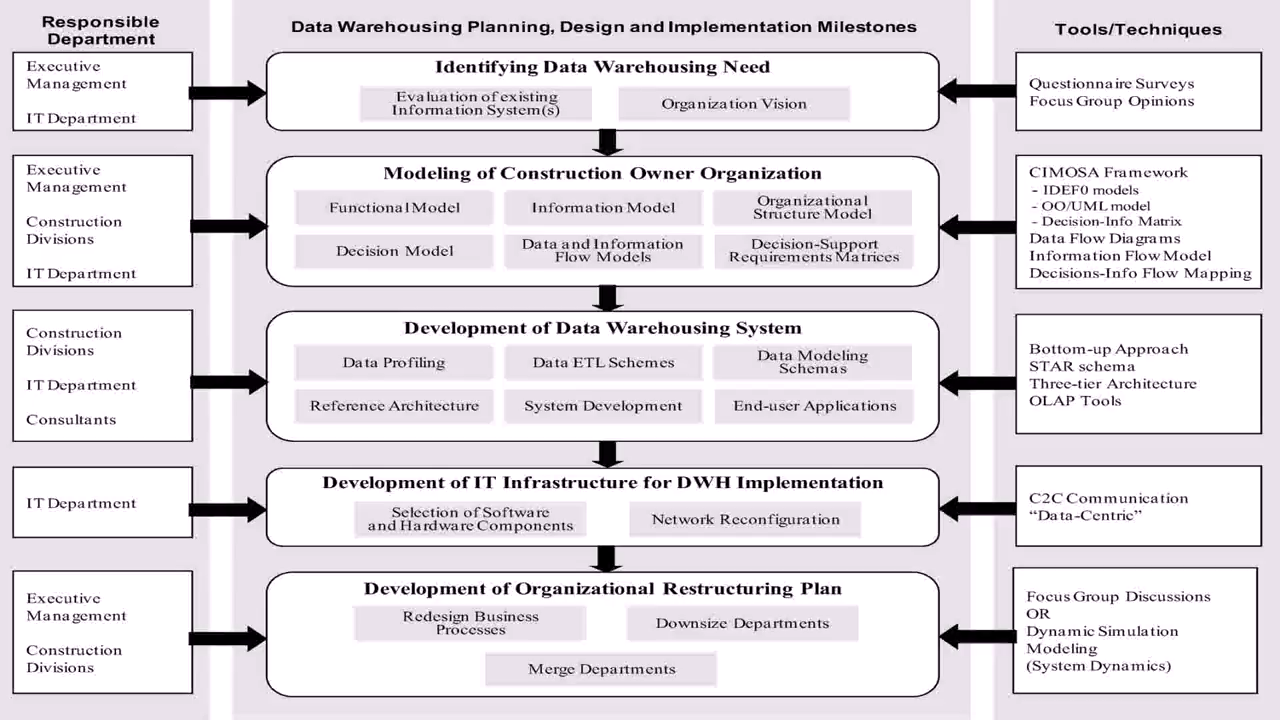 Responsible
Department
Data Warehousing Planning, Design and Implementation Milestones
Tools/Techniques
Executive
Management
IT Department
Identifying Data Warehousing Need
Evaluation of existing
Information System(s)
Organization Vision
Questionnaire Surveys
Focus Group Opinions
Executive
Management
Construction
Divisions
IT Department
Modeling of Construction Owner Organization
Functional Model
Information Model
Organizational
Structure Model
Decision Model
Data and Information
Flow Models
Decision-Support
Requirements Matrices
CIMOSA Framework
- IDEF0 models
- OO/UML model
- Decision-Info Matrix
Data Flow Diagrams
Information Flow Model
Decisions-Info Flow Mapping
Construction
Divisions
IT Department
Consultants
Development of Data Warehousing System
Data Profiling
Data ETL Schemes
Data Modeling
Schemas
Reference Architecture
System Development
End-user Applications
Bottom-up Approach
STAR schema
Three-tier Architecture
OLAP Tools
IT Department
Development of IT Infrastructure for DWH Implementation
Selection of Software
and Hardware Components
Network Reconfiguration
C2C Communication
“Data-Centric”
Executive
Management
Construction
Divisions
Development of Organizational Restructuring Plan
Redesign Business
Processes
Downsize Departments
Merge Departments
Focus Group Discussions
OR
Dynamic Simulation
Modeling
(System Dynamics)